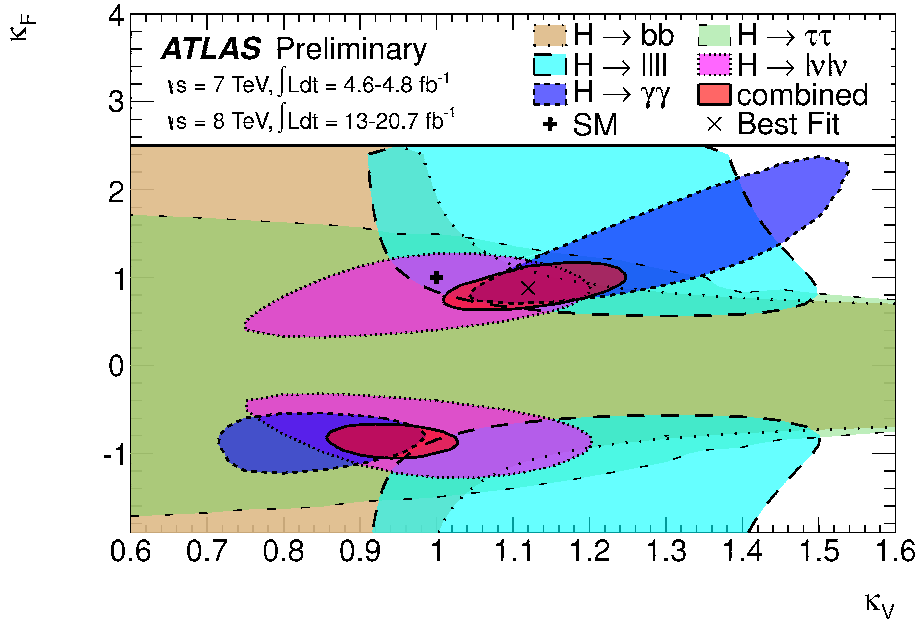 κF
4
3
2
1
0
-1
ATLAS Preliminary
√s = 7 TeV, ∫Ldt = 4.6-4.8 fb-1
√s = 8 TeV, ∫Ldt = 13-20.7 fb-1
H → bb
H → ττ
H → llll
H → lνlν
H → γγ
combined
SM
Best Fit
0.6 0.7 0.8 0.9 1 1.1 1.2 1.3 1.4 1.5 1.6
κV